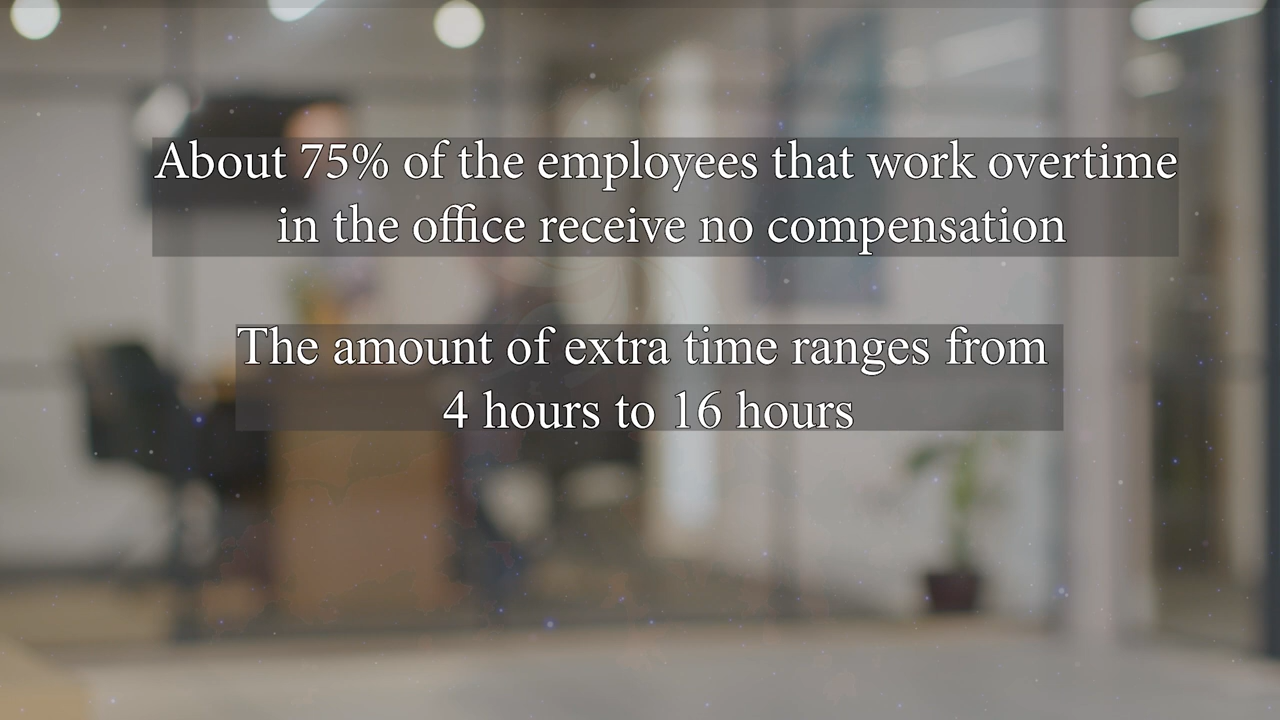 About 75% of the employees that work overtime
in the office receive no compensation
The amount of extra time ranges from
4 hours to 16 hours